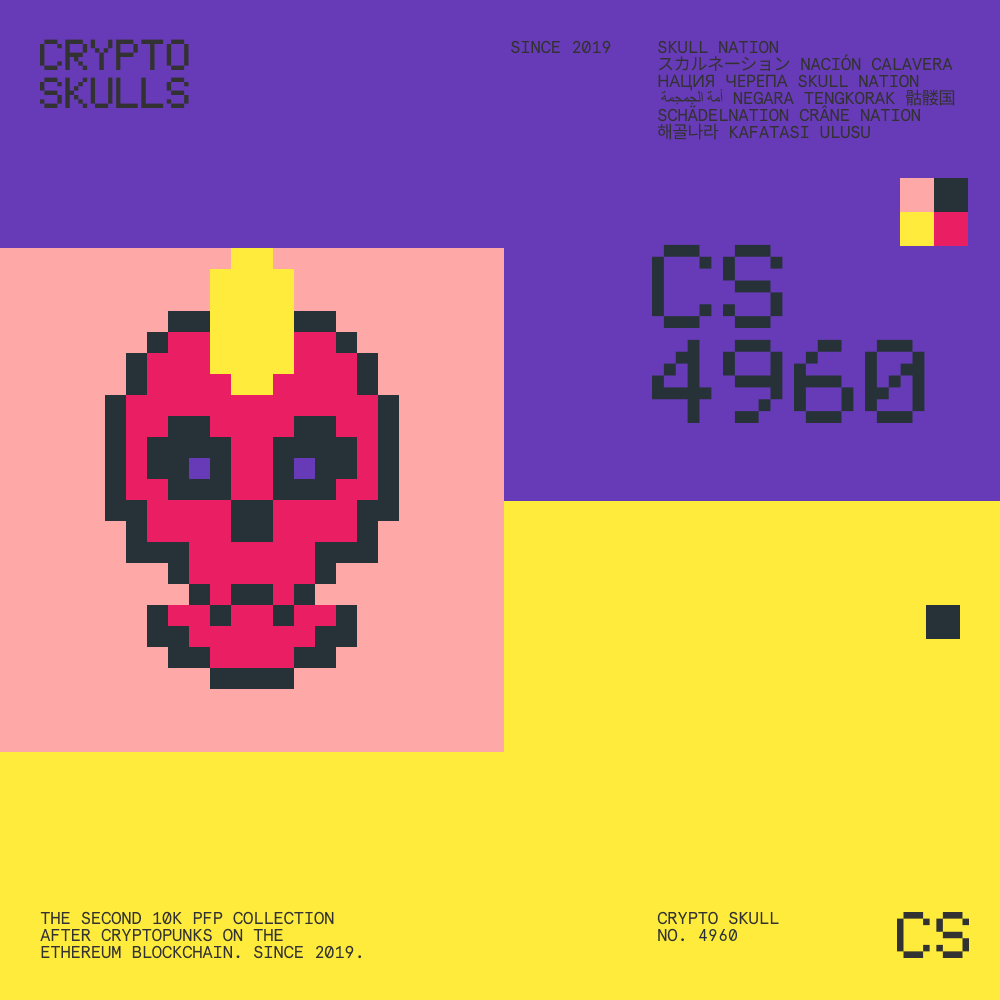 CRYPTO
SKULLS
SINCE 2019
SKULL NATION
スカルネーション NACIÓN CALAVERA
НАЦИЯ ЧЕРЕПА SKULL NATION
أمة الجمجمة NEGARA TENGKORAK 骷髅国
SCHÄDELNATION CRÂNE NATION
해골나라 KAFATASI ULUSU
CS
4960
THE SECOND 10K PFP COLLECTION
AFTER CRYPTOPUNKS ON THE
ETHEREUM BLOCKCHAIN. SINCE 2019.
CRYPTO SKULL
NO. 4960
CS